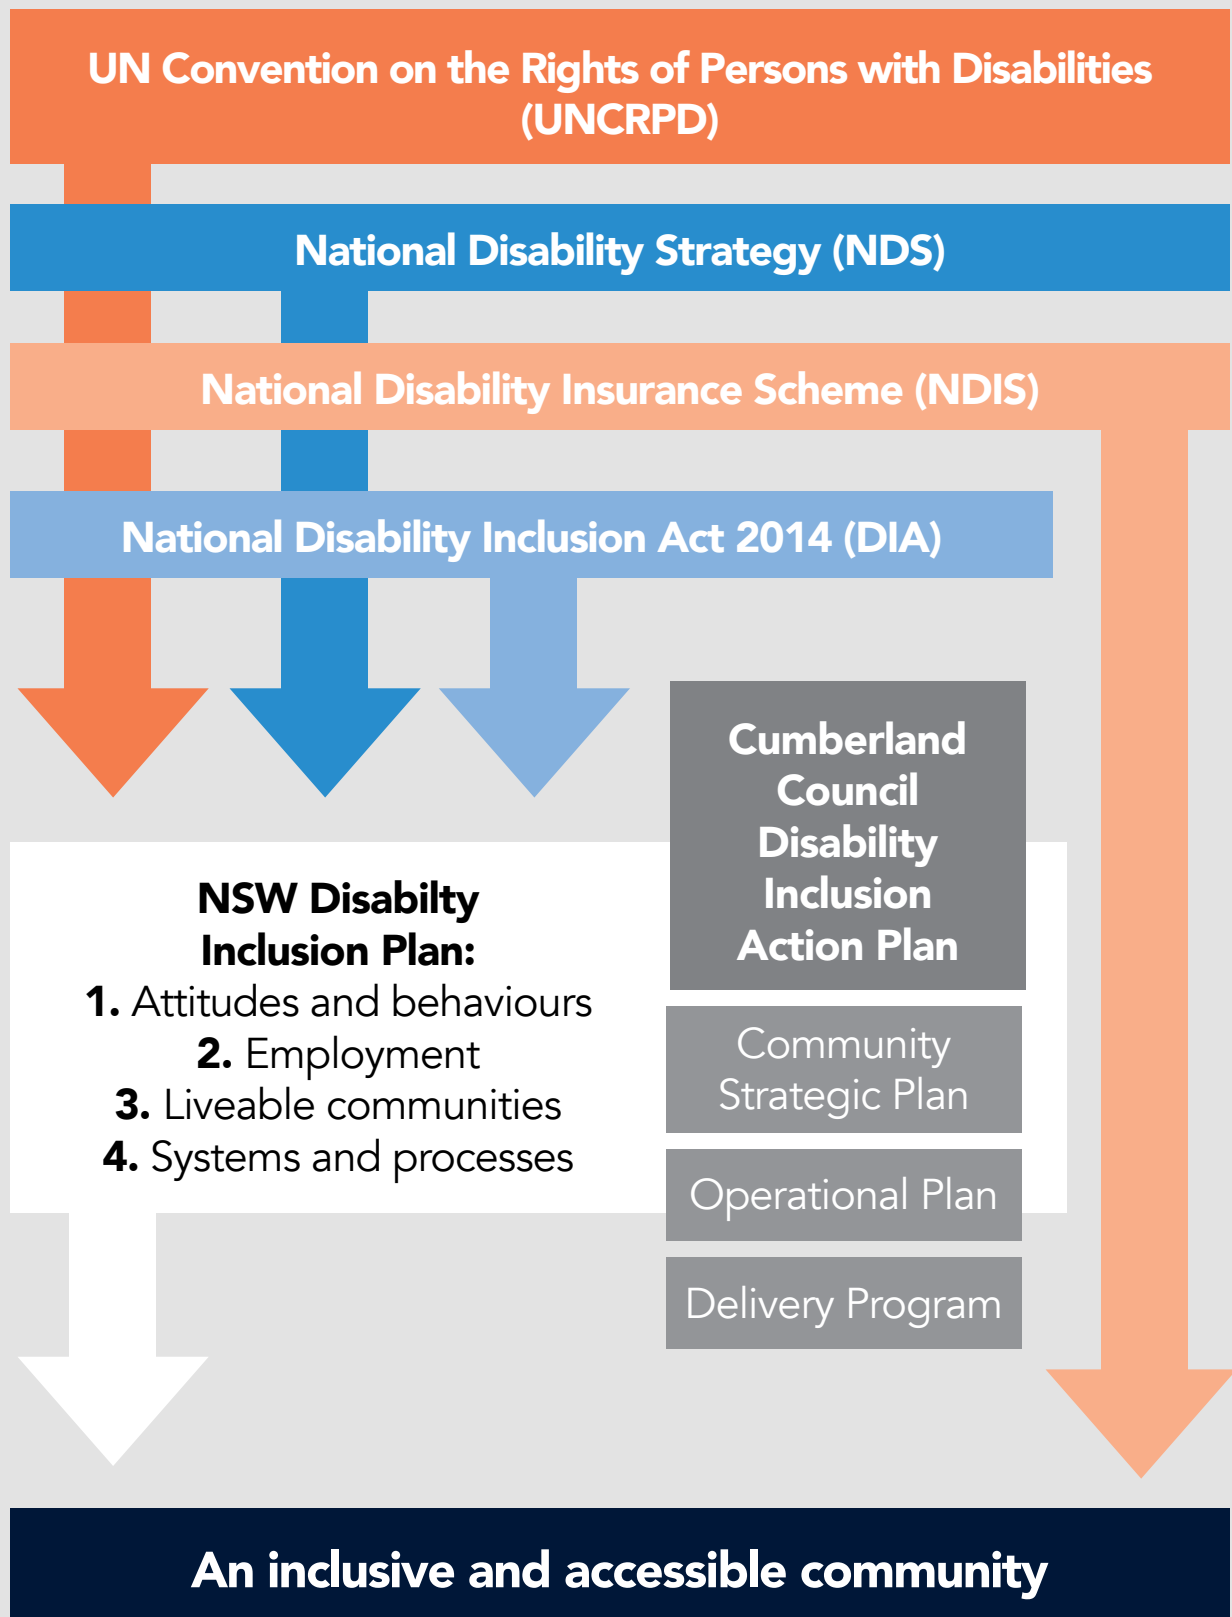 UN Convention on the Rights of Persons with Disabilities
(UNCRPD)
National Disability Strategy (NDS)
National Disability Insurance Scheme (NDIS)
National Disability Inclusion Act 2014 (DIA)
NSW Disabilty
Inclusion Plan:
1. Attitudes and behaviours
2. Employment
3. Liveable communities
4. Systems and processes
Cumberland
Council
Disability
Inclusion
Action Plan
Community
Strategic Plan
Operational Plan
Delivery Program
An inclusive and accessible community